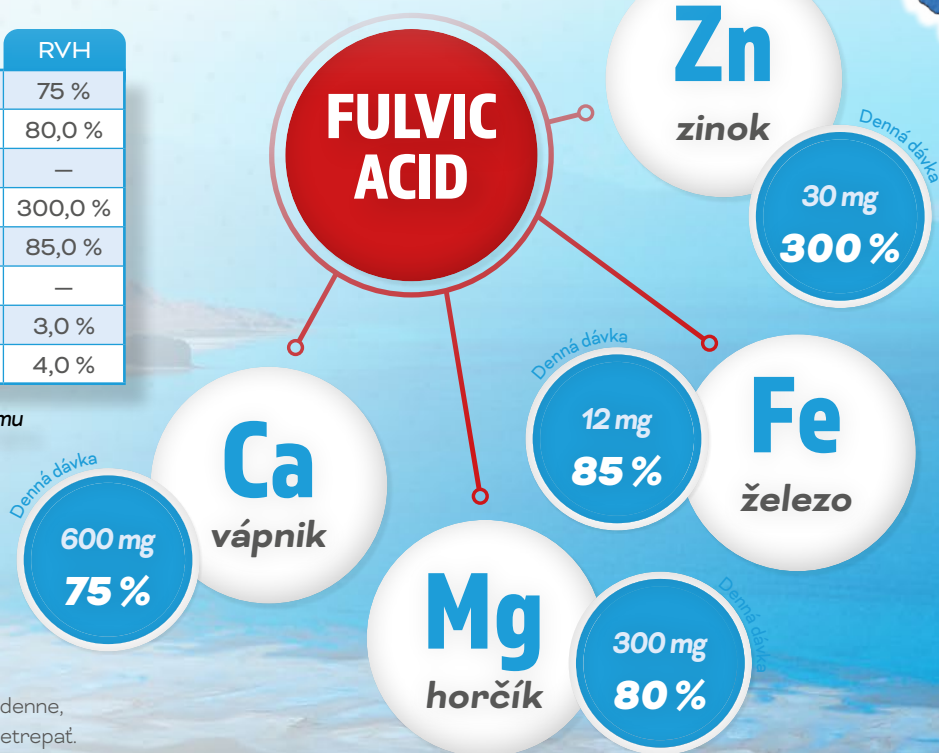 RVH
75 %
80,0 %
—
300,0 %
85,0 %
—
3,0 %
4,0 %
denne,
FULVIC
ACID
Zn
zinok
Denná dávka
30 mg
300 %
Denná dávka
12 mg
85 %
Fe
železo
Ca
vápnik
Denná dávka
600 mg
75 %
Mg
horčík
Denná dávka
300 mg
80 %